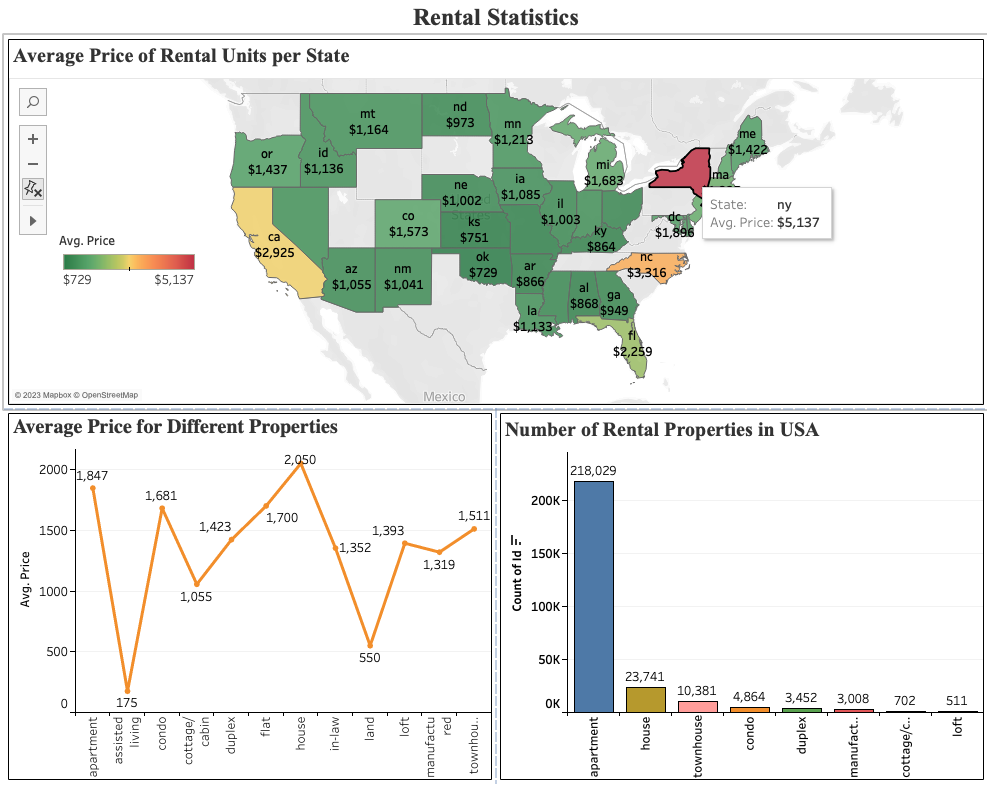 Rental Statistics
Average Price of Rental Units per State
mt
$1,164
nd
$973
mn
$1,213
me
$1,422
or
$1,437
id
$1,136
mi
$1,683
ma
ia
$1,085
ne
$1,002
State: ny
Avg. Price: $5,137
il
$1,003
co
$1,573
dc
$1,896
ks
$751
ky
$864
ca
$2,925
Avg. Price
$729 $5,137
nc
$3,316
ok
$729
az
$1,055
nm
$1,041
ar
$866
al
$868
ga
$949
la
$1,133
fl
$2,259
© 2023 Mapbox © OpenStreetMap
Mexico
Average Price for Different Properties
Avg. Price
2000
1500
1000
500
0
1,847
175
1,681
1,055
1,423
1,700
2,050
1,352
550
1,393
1,319
1,511
apartment
assisted
living
condo
cottage/
cabin
duplex
flat
house
in-law
land
loft
manufactu
red
townhou..
Number of Rental Properties in USA
Count of Id
200K
150K
100K
50K
0K
218,029
23,741
10,381
4,864
3,452
3,008
702
511
apartment
house
townhouse
condo
duplex
manufact..
cottage/c..
loft